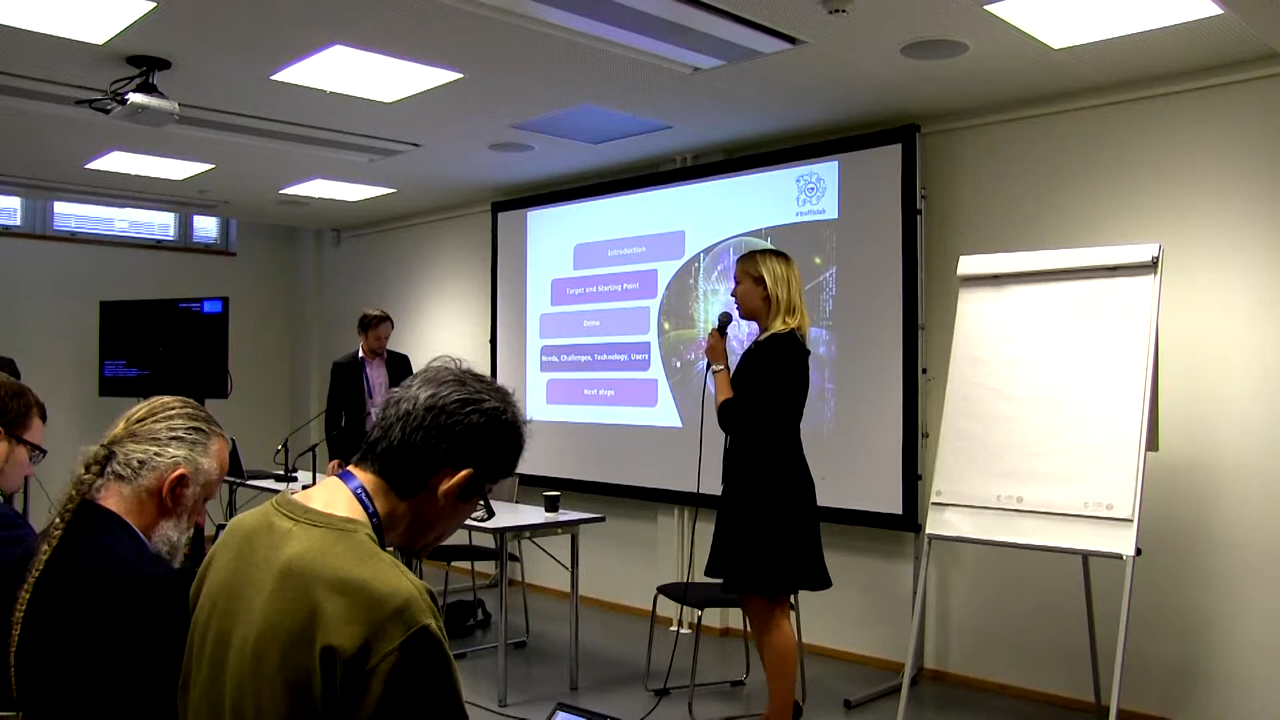 #trafficlab
Introduction
Target and Starting Point
Demo
Needs, Challenges, Technology, Users
Next steps